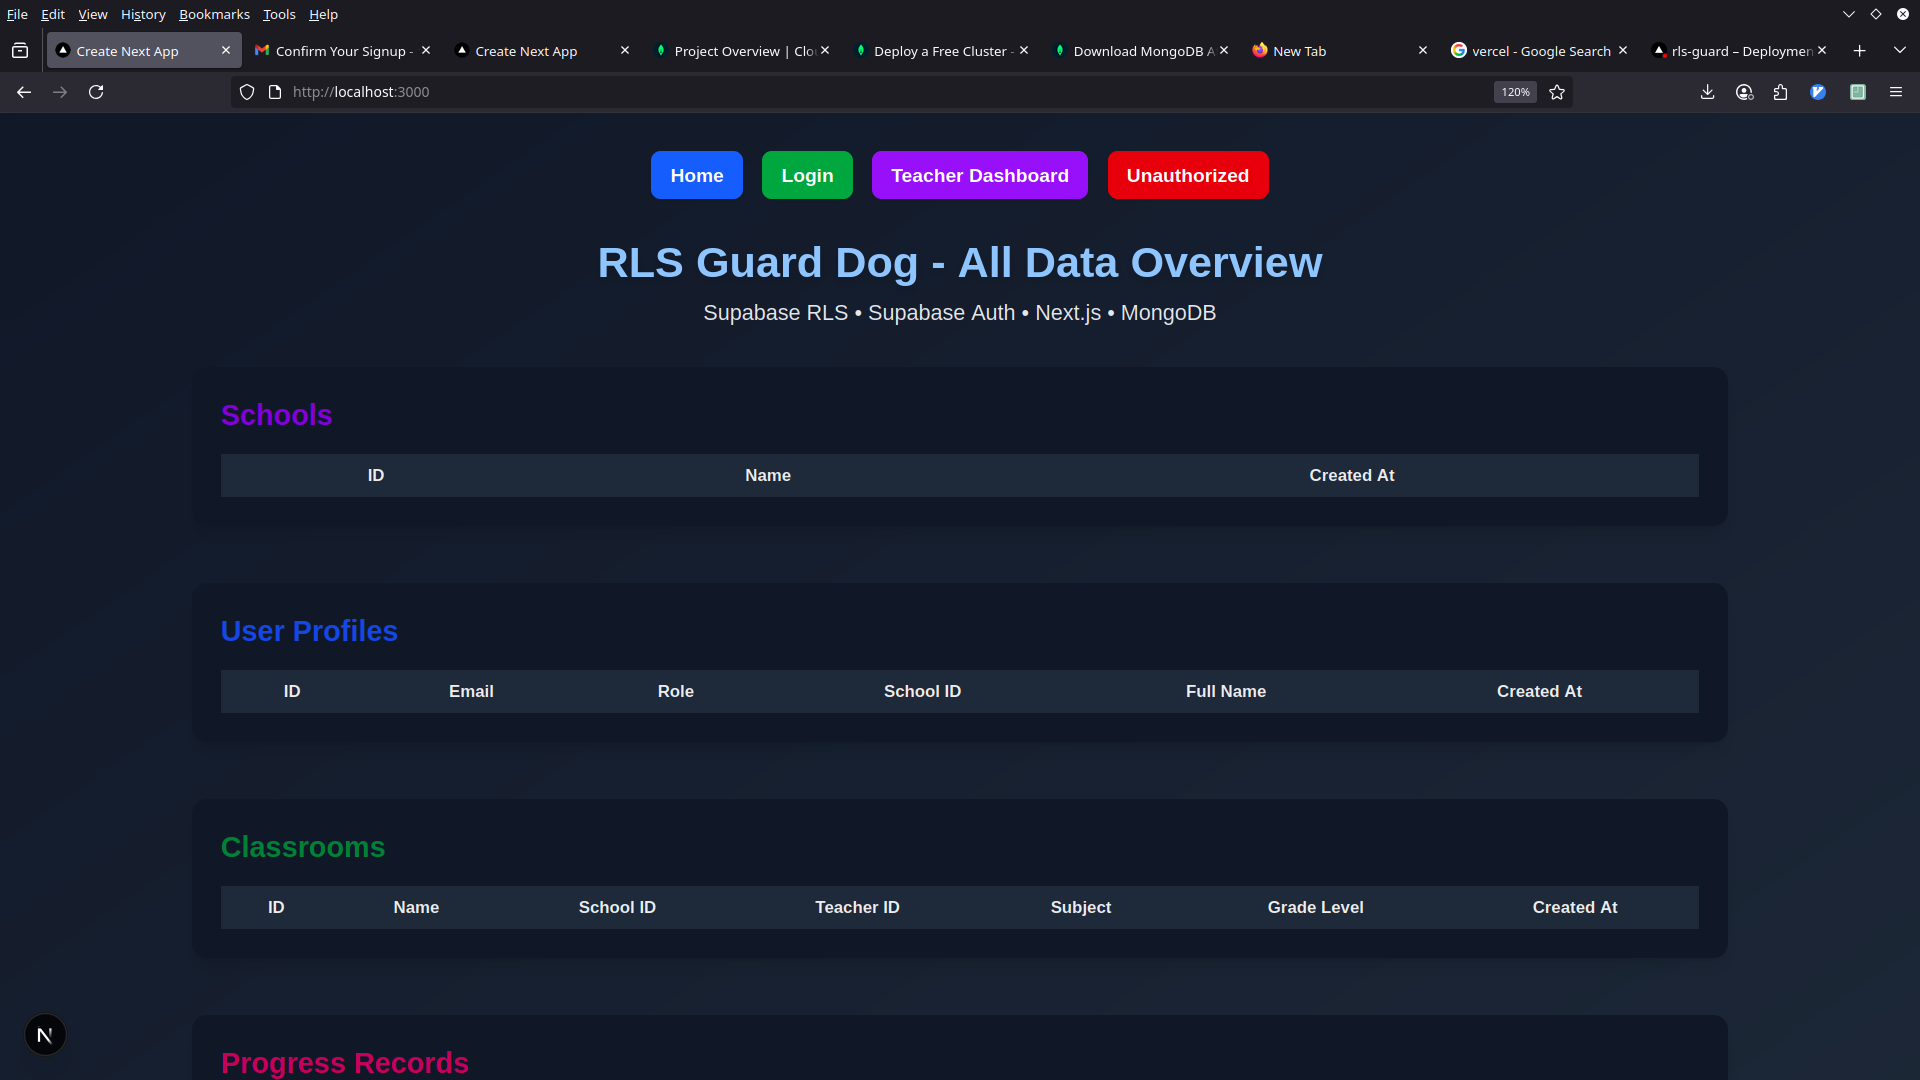 File Edit View History Bookmarks Tools Help
Create Next App
Confirm Your Signup -
Create Next App
Project Overview | Clo
Deploy a Free Cluster -
Download MongoDB A
New Tab
vercel - Google Search
rls-guard – Deploymen
http://localhost:3000
120%
Home
Login
Teacher Dashboard
Unauthorized
RLS Guard Dog - All Data Overview
Supabase RLS • Supabase Auth • Next.js • MongoDB
Schools
ID Name Created At
User Profiles
ID Email Role School ID Full Name Created At
Classrooms
ID Name School ID Teacher ID Subject Grade Level Created At
N
Progress Records